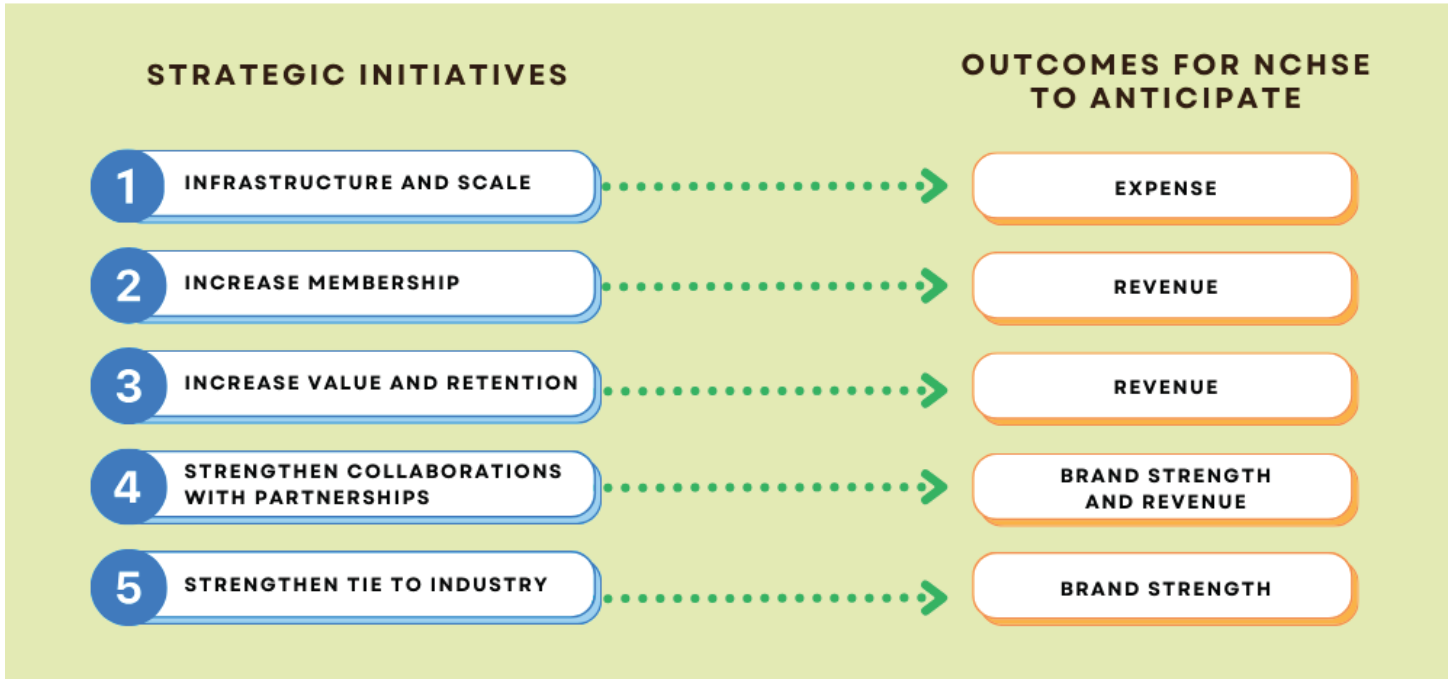 STRATEGIC INITIATIVES
OUTCOMES FOR NCHSE
TO ANTICIPATE
1 INFRASTRUCTURE AND SCALE
EXPENSE
2 INCREASE MEMBERSHIP
REVENUE
3 INCREASE VALUE AND RETENTION
REVENUE
4 STRENGTHEN COLLABORATIONS
WITH PARTNERSHIPS
BRAND STRENGTH
AND REVENUE
5 STRENGTHEN TIE TO INDUSTRY
BRAND STRENGTH